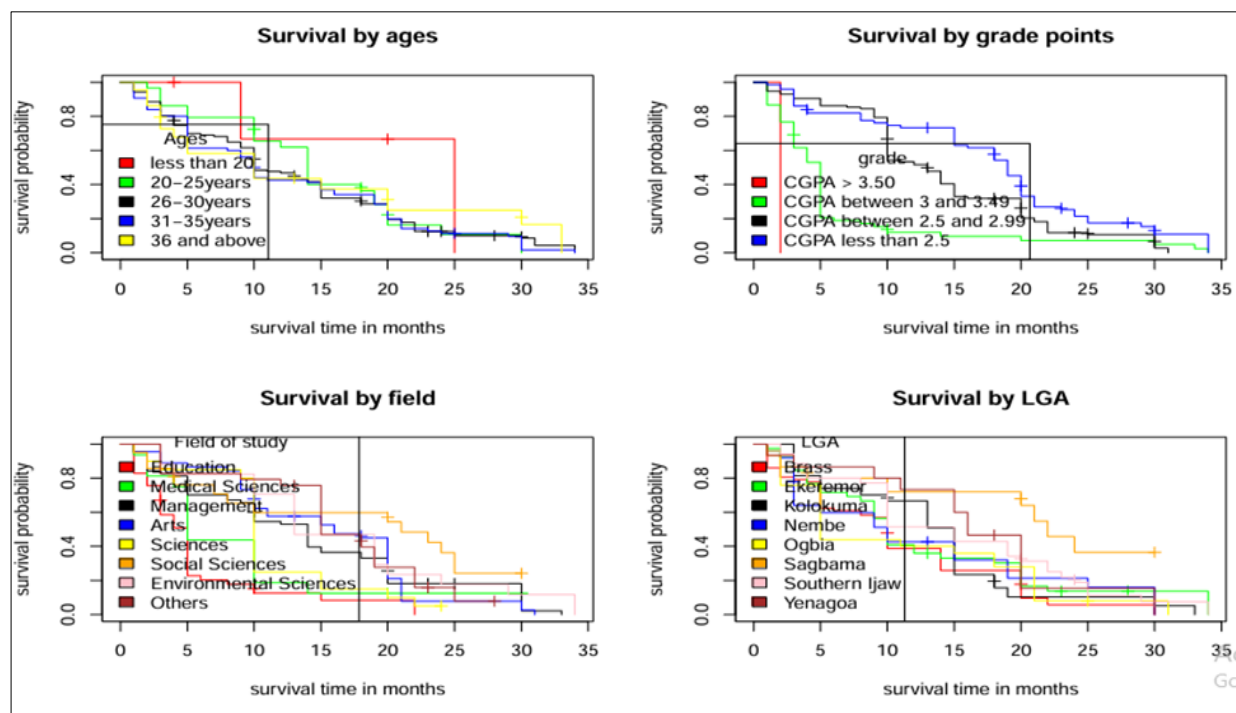 Survival by ages
survival probability
0.0 0.4 0.8
Ages
less than 20
20-25years
26-30years
31-35years
36 and above
0 5 10 15 20 25 30 35
survival time in months
Survival by grade points
survival probability
0.0 0.4 0.8
grade
CGPA > 3.50
CGPA between 3 and 3.49
CGPA between 2.5 and 2.99
CGPA less than 2.5
0 5 10 15 20 25 30 35
survival time in months
Survival by field
survival probability
0.0 0.4 0.8
Field of study
Education
Medical Sciences
Management
Arts
Sciences
Social Sciences
Environmental Sciences
Others
0 5 10 15 20 25 30 35
survival time in months
Survival by LGA
survival probability
0.0 0.4 0.8
LGA
Brass
Ekeremor
Kolokuma
Nembe
Ogbia
Sagbama
Southern Ijaw
Yenagoa
0 5 10 15 20 25 30 35
survival time in months